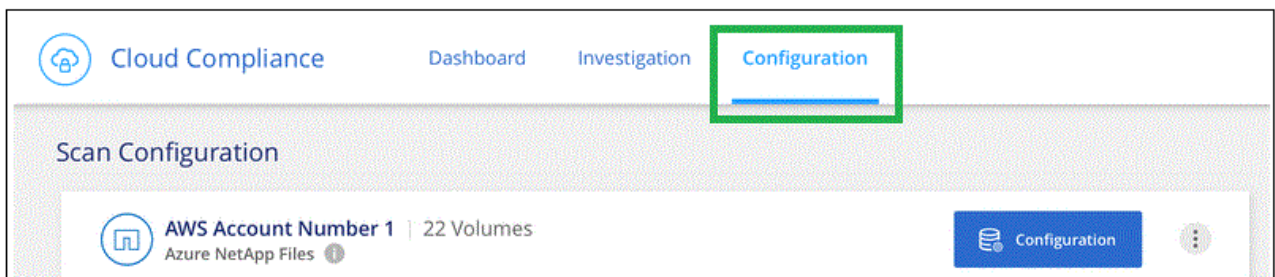 Cloud Compliance Dashboard Investigation Configuration
Scan Configuration
AWS Account Number 1 | 22 Volumes
Azure NetApp Files i
Configuration